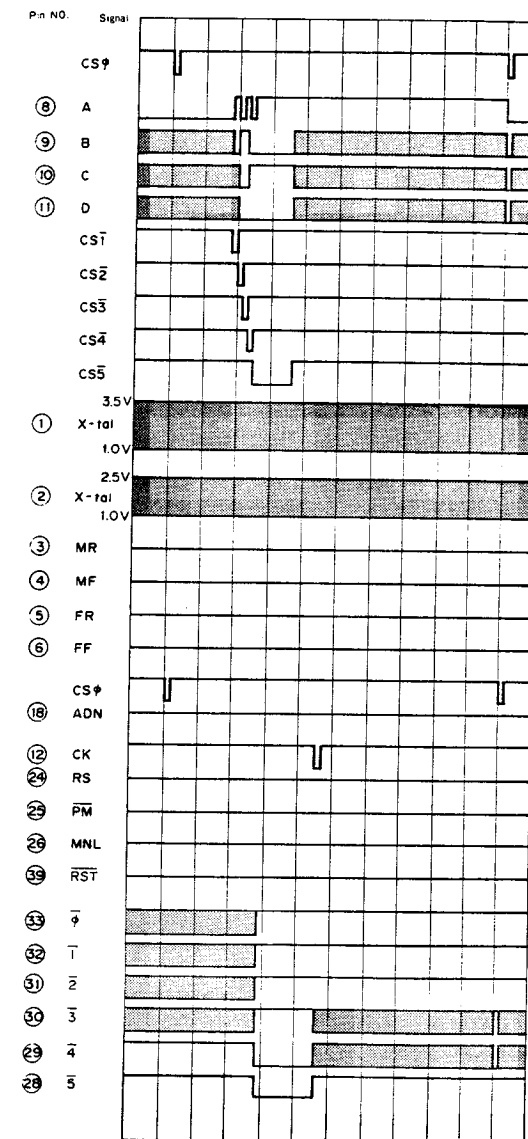 Pin NO. Signal
CSφ
8 A
9 B
10 C
11 D
CS1̅
CS2̅
CS3̅
CS4̅
CS5̅
3.5V
1 X-tal
1.0V
2.5V
2 X-tal
1.0V
3 MR
4 MF
5 FR
6 FF
CSφ
18 ADN
12 CK
24 RS
25 P̅M̅
26 MNL
39 R̅S̅T̅
33 φ̅
32 1̅
31 2̅
30 3̅
29 4̅
28 5̅